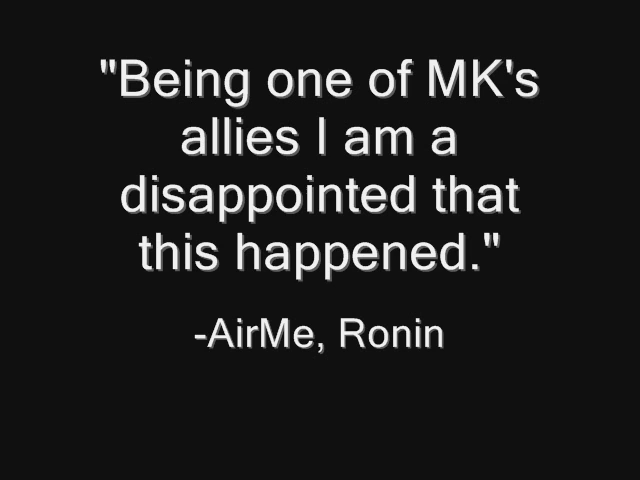 "Being one of MK's
allies I am a
disappointed that
this happened."
-AirMe, Ronin